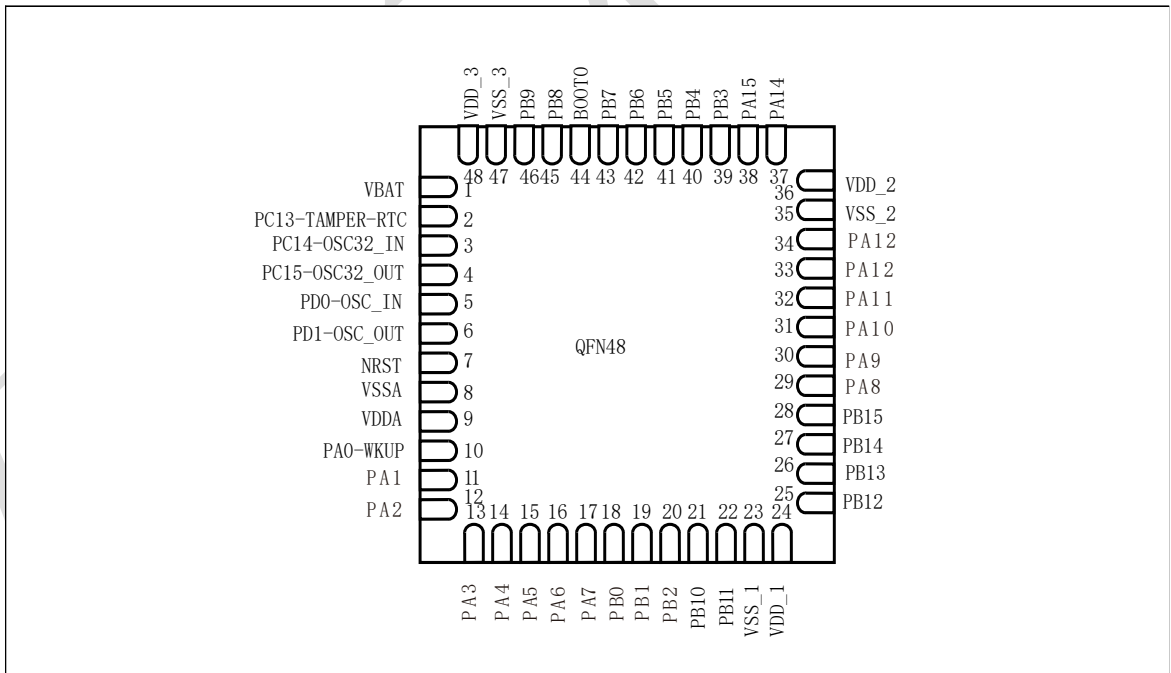 VDD_3
VSS_3
PB9
PB8
BOOT0
PB7
PB6
PB5
PB4
PB3
PA15
PA14
48 47 46 45 44 43 42 41 40 39 38 37
VBAT 1
PC13-TAMPER-RTC 2
PC14-OSC32_IN 3
PC15-OSC32_OUT 4
PD0-OSC_IN 5
PD1-OSC_OUT 6
NRST 7
VSSA 8
VDDA 9
PA0-WKUP 10
PA1 11
PA2 12
QFN48
36 VDD_2
35 VSS_2
34 PA12
33 PA12
32 PA11
31 PA10
30 PA9
29 PA8
28 PB15
27 PB14
26 PB13
25 PB12
13 14 15 16 17 18 19 20 21 22 23 24
PA3
PA4
PA5
PA6
PA7
PB0
PB1
PB2
PB10
PB11
VSS_1
VDD_1